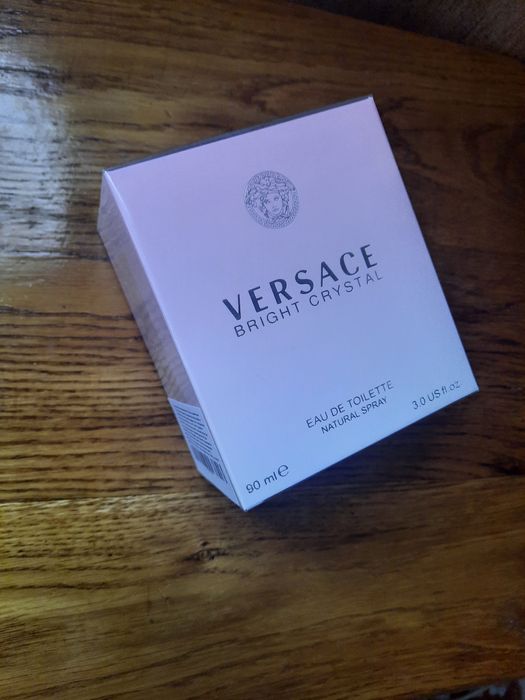 VERSACE
BRIGHT CRYSTAL
EAU DE TOILETTE
NATURAL SPRAY
90 ml e
3.0 US fl.oz